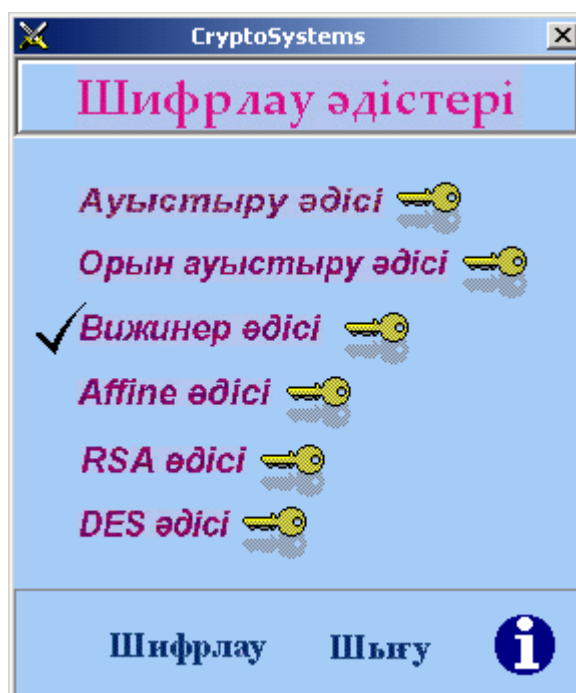 CryptoSystems
Шифрлау әдістері
Ауыстыру әдісі
Орын ауыстыру әдісі
Вижинер әдісі
Affine әдісі
RSA әдісі
DES әдісі
Шифрлау Шығу